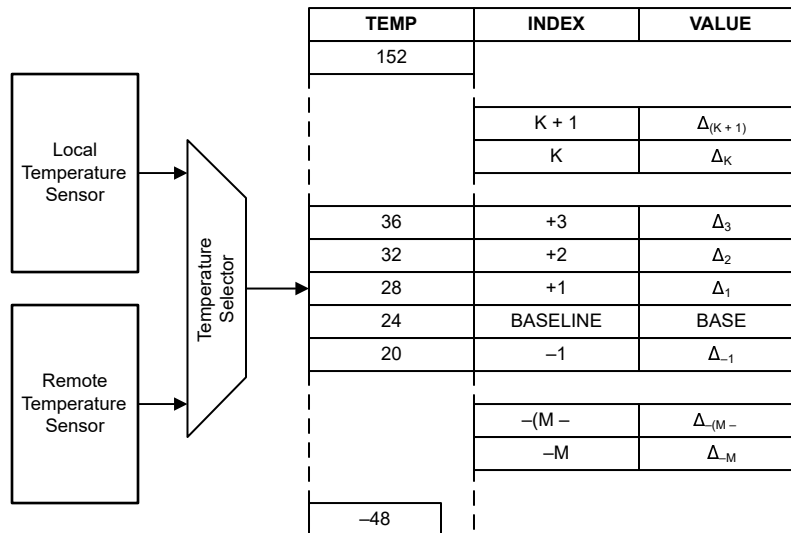 TEMP INDEX VALUE
152
K + 1 Δ(K + 1)
K ΔK
36 +3 Δ3
32 +2 Δ2
28 +1 Δ1
24 BASELINE BASE
20 –1 Δ–1
–(M – Δ–(M –
–M Δ–M
–48
Local
Temperature
Sensor
Remote
Temperature
Sensor
Temperature
Selector